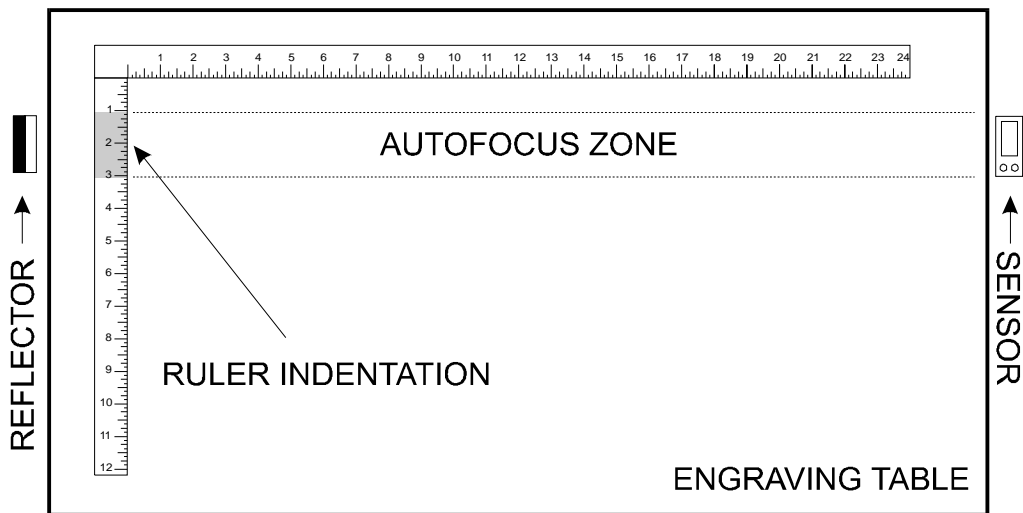 1 2 3 4 5 6 7 8 9 10 11 12 13 14 15 16 17 18 19 20 21 22 23 24
1
AUTOFOCUS ZONE
2
3
4
5
6
7
8
RULER INDENTATION
9
10
11
12
ENGRAVING TABLE
REFLECTOR
SENSOR